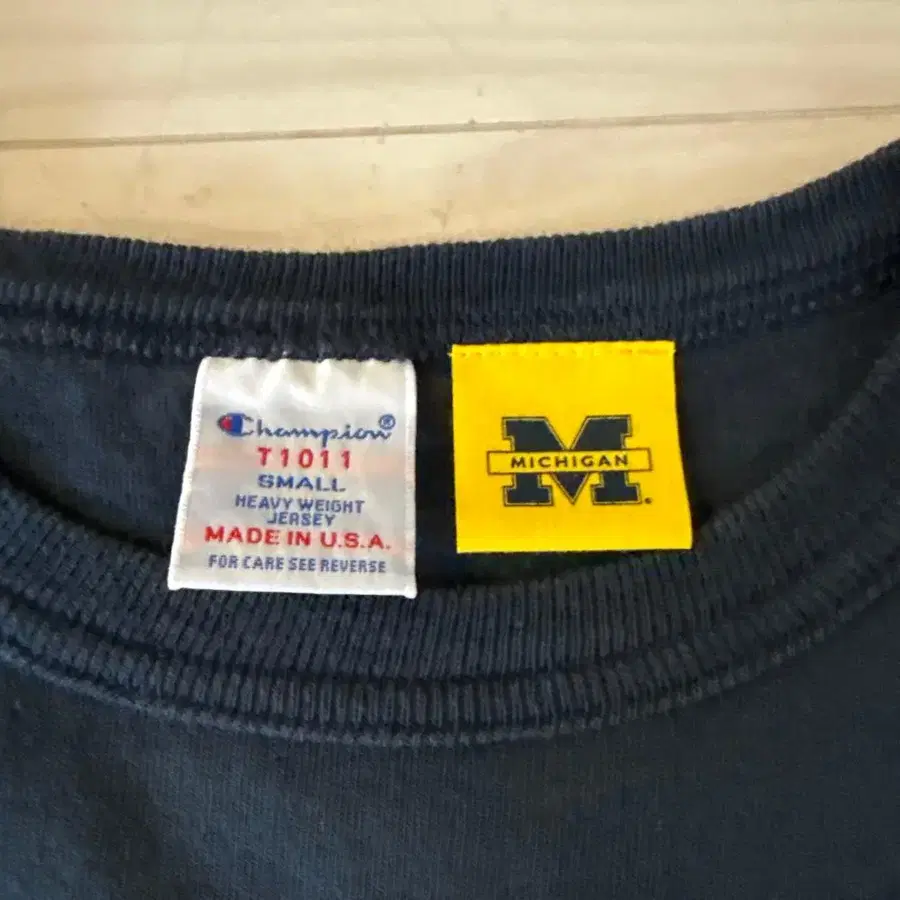 Champion®
T1011
SMALL
HEAVY WEIGHT
JERSEY
MADE IN U.S.A.
FOR CARE SEE REVERSE
M
MICHIGAN